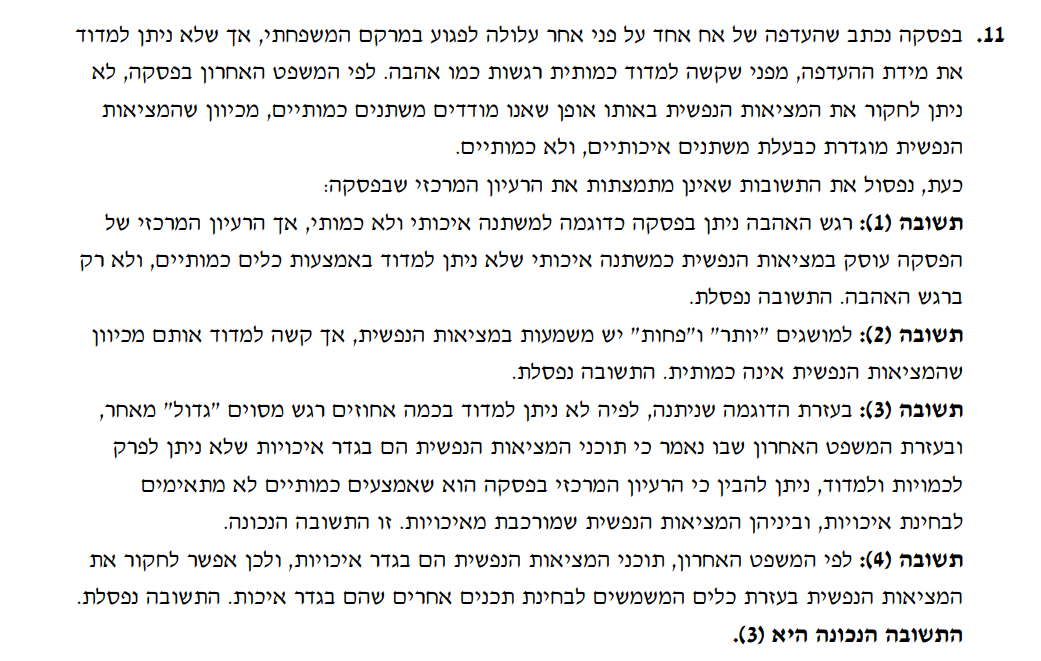 11. בפסקה נכתב שהעדפה של אח אחד על פני אחר עלולה לפגוע במרקם המשפחתי, אך שלא ניתן למדוד
את מידת ההעדפה, מפני שקשה למדוד כמותית רגשות כמו אהבה. לפי המשפט האחרון בפסקה, לא
ניתן לחקור את המציאות הנפשית באותו אופן שאנו מודדים משתנים כמותיים, מכיוון שהמציאות
הנפשית מוגדרת כבעלת משתנים איכותיים, ולא כמותיים.
כעת, נפסול את התשובות שאינן מתמצתות את הרעיון המרכזי שבפסקה:
תשובה (1): רגש האהבה ניתן בפסקה כדוגמה למשתנה איכותי ולא כמותי, אך הרעיון המרכזי של
הפסקה עוסק במציאות הנפשית כמשתנה איכותי שלא ניתן למדוד באמצעות כלים כמותיים, ולא רק
ברגש האהבה. התשובה נפסלת.
תשובה (2): למושגים "יותר" ו"פחות" יש משמעות במציאות הנפשית, אך קשה למדוד אותם מכיוון
שהמציאות הנפשית אינה כמותית. התשובה נפסלת.
תשובה (3): בעזרת הדוגמה שניתנה, לפיה לא ניתן למדוד בכמה אחוזים רגש מסוים "גדול" מאחר,
ובעזרת המשפט האחרון שבו נאמר כי תוכני המציאות הנפשית הם בגדר איכויות שלא ניתן לפרק
לכמויות ולמדוד, ניתן להבין כי הרעיון המרכזי בפסקה הוא שאמצעים כמותיים לא מתאימים
לבחינת איכויות, וביניהן המציאות הנפשית שמורכבת מאיכויות. זו התשובה הנכונה.
תשובה (4): לפי המשפט האחרון, תוכני המציאות הנפשית הם בגדר איכויות, ולכן אפשר לחקור את
המציאות הנפשית בעזרת כלים המשמשים לבחינת תכנים אחרים שהם בגדר איכות. התשובה נפסלת.
התשובה הנכונה היא (3).